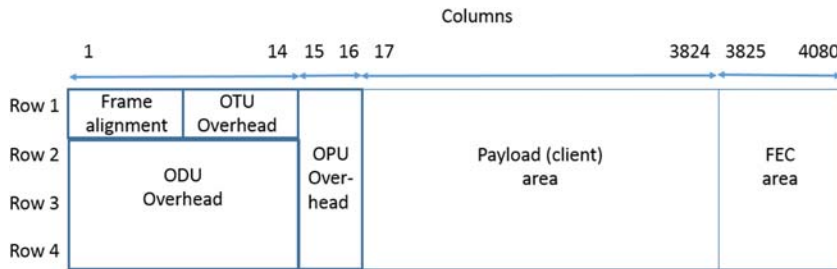 Columns
1 14 15 16 17 3824 3825 4080
Row 1
Frame
alignment
OTU
Overhead
Row 2
Row 3
Row 4
ODU
Overhead
OPU
Over-
head
Payload (client)
area
FEC
area